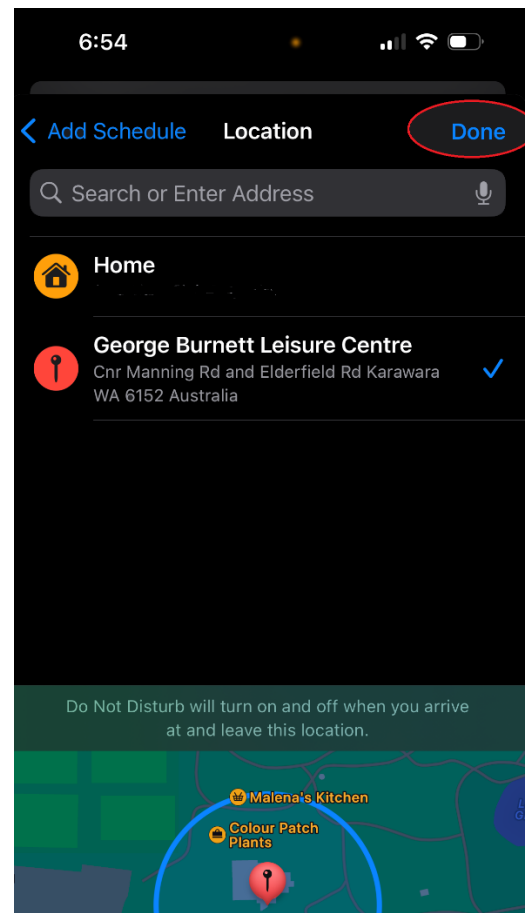 6:54
Add Schedule Location Done
Search or Enter Address
Home
George Burnett Leisure Centre
Cnr Manning Rd and Elderfield Rd Karawara
WA 6152 Australia
Do Not Disturb will turn on and off when you arrive
at and leave this location.
Malena's Kitchen
Colour Patch
Plants